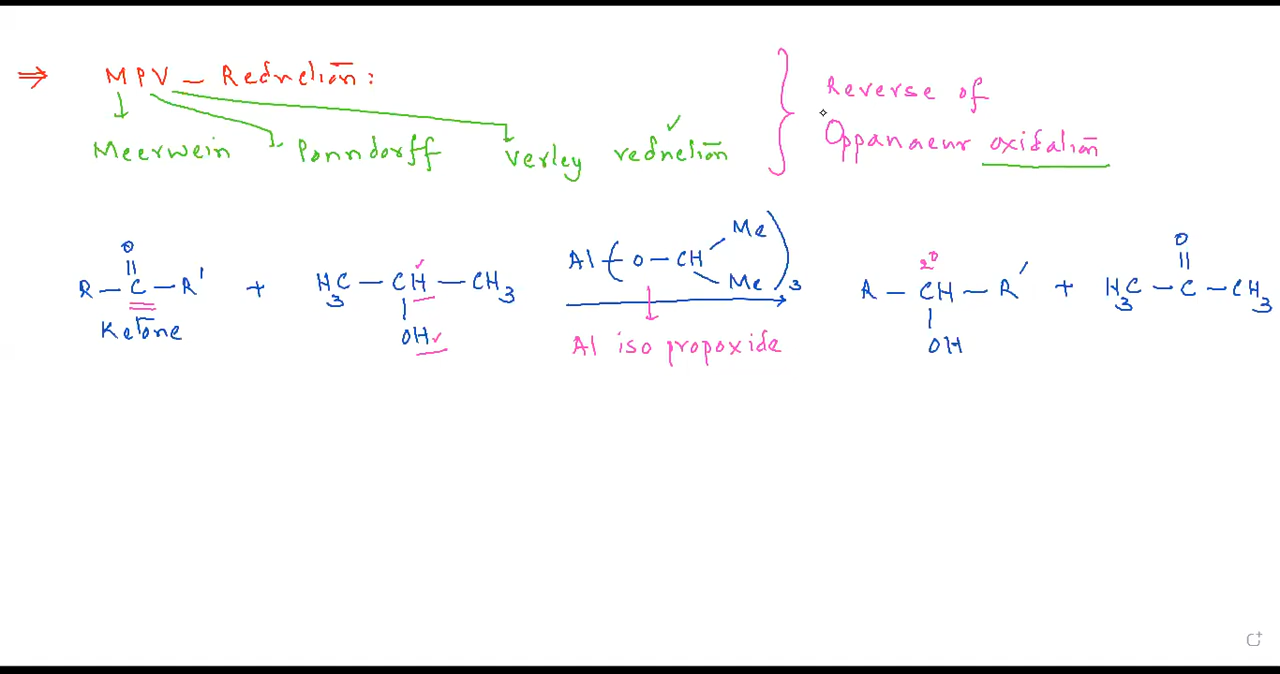 ⇒ MPV – Reduction :
Meerwein Ponndorff Verley reduction ✓
Reverse of
Oppanaeur oxidation
O
||
R – C – R' + H₃C – CH – CH₃
|
OH
Ketone
Al ( O – CH Me Me )₃
Al iso propoxide
2°
R – CH – R' + H₃C – C – CH₃
|
OH
O
||